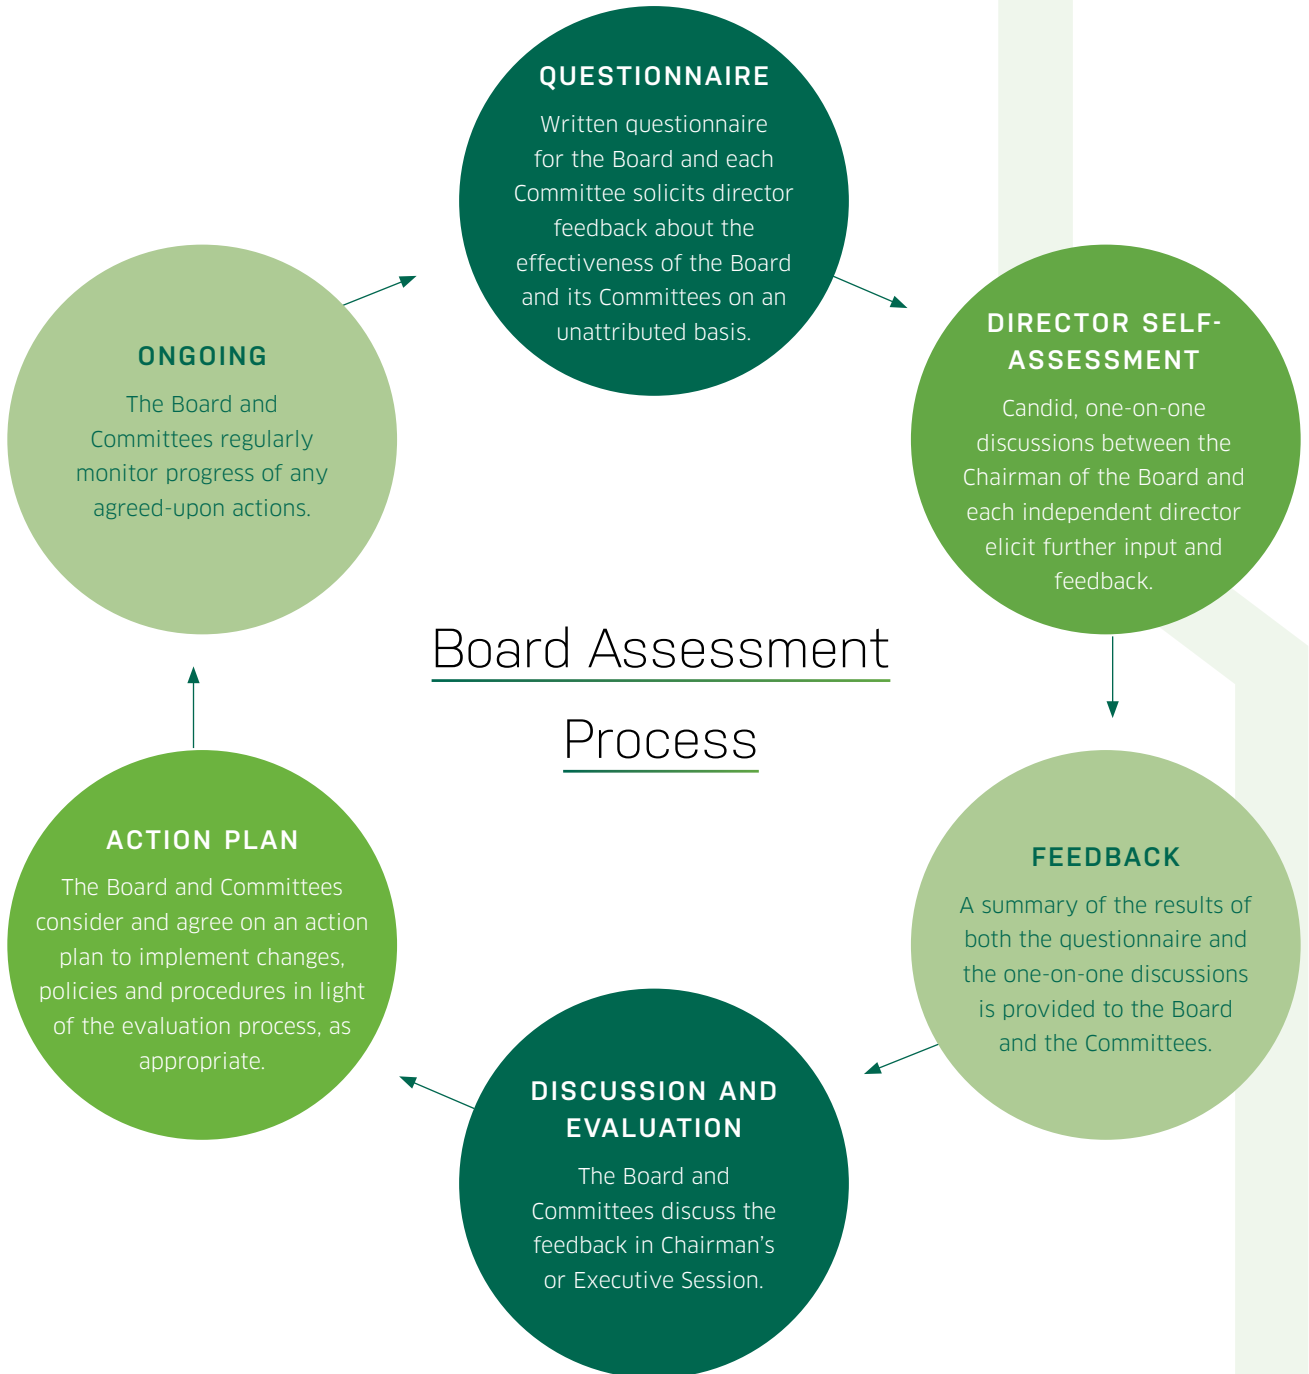 QUESTIONNAIRE
Written questionnaire
for the Board and each
Committee solicits director
feedback about the
effectiveness of the Board
and its Committees on an
unattributed basis.
DIRECTOR SELF-
ASSESSMENT
Candid, one-on-one
discussions between the
Chairman of the Board and
each independent director
elicit further input and
feedback.
FEEDBACK
A summary of the results of
both the questionnaire and
the one-on-one discussions
is provided to the Board
and the Committees.
DISCUSSION AND
EVALUATION
The Board and
Committees discuss the
feedback in Chairman’s
or Executive Session.
ACTION PLAN
The Board and Committees
consider and agree on an action
plan to implement changes,
policies and procedures in light
of the evaluation process, as
appropriate.
ONGOING
The Board and
Committees regularly
monitor progress of any
agreed-upon actions.
Board Assessment
Process